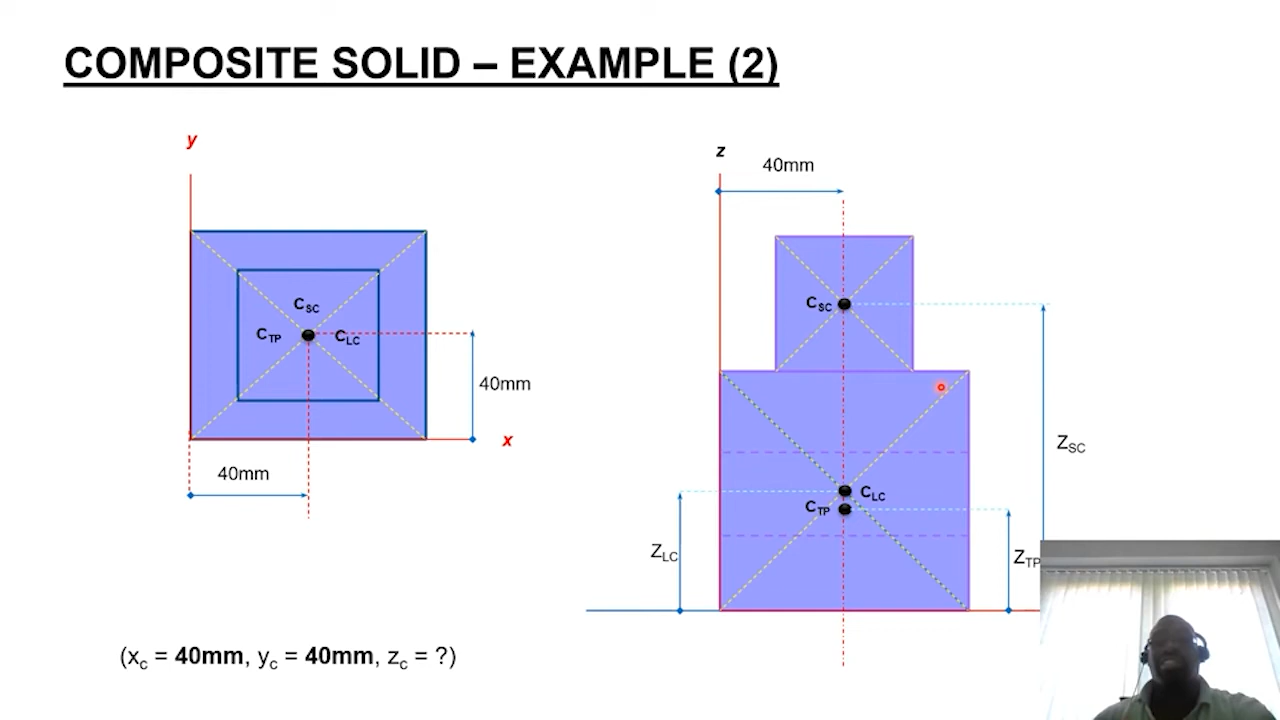 COMPOSITE SOLID – EXAMPLE (2)
y
C_SC
C_TP
C_LC
40mm
x
40mm
(x_c = 40mm, y_c = 40mm, z_c = ?)
z
40mm
C_SC
Z_SC
C_LC
C_TP
Z_LC
Z_TP